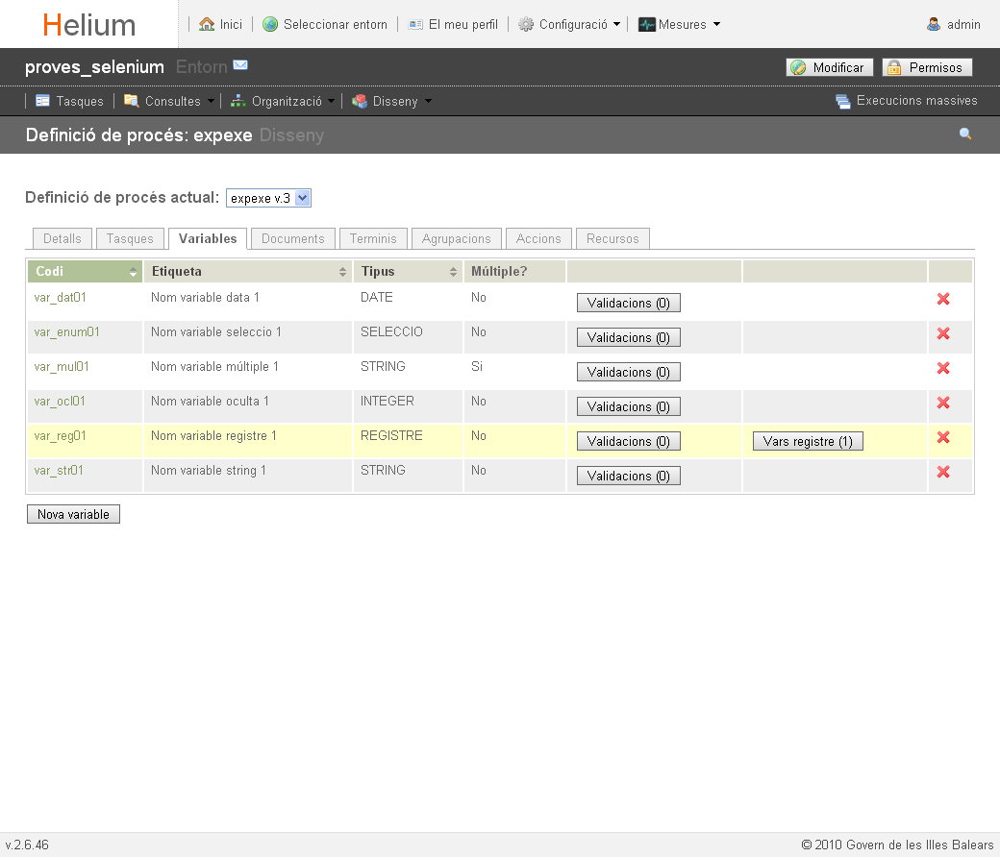 Helium
Inici Seleccionar entorn El meu perfil Configuració Mesures admin
proves_selenium Entorn Modificar Permisos
Tasques Consultes Organització Disseny Execucions massives
Definició de procés: expexe Disseny
Definició de procés actual: expexe v.3
Detalls Tasques Variables Documents Terminis Agrupacions Accions Recursos
Codi Etiqueta Tipus Múltiple?
var_dat01 Nom variable data 1 DATE No Validacions (0)
var_enum01 Nom variable seleccio 1 SELECCIO No Validacions (0)
var_mul01 Nom variable múltiple 1 STRING Si Validacions (0)
var_ocl01 Nom variable oculta 1 INTEGER No Validacions (0)
var_reg01 Nom variable registre 1 REGISTRE No Validacions (0) Vars registre (1)
var_str01 Nom variable string 1 STRING No Validacions (0)
Nova variable
v.2.6.46 © 2010 Govern de les Illes Balears